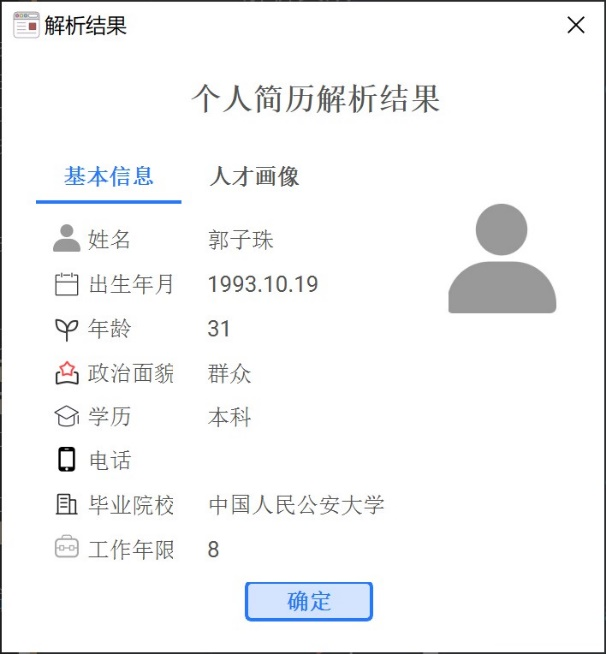 解析结果
个人简历解析结果
基本信息 人才画像
姓名 郭子珠
出生年月 1993.10.19
年龄 31
政治面貌 群众
学历 本科
电话
毕业院校 中国人民公安大学
工作年限 8
确定